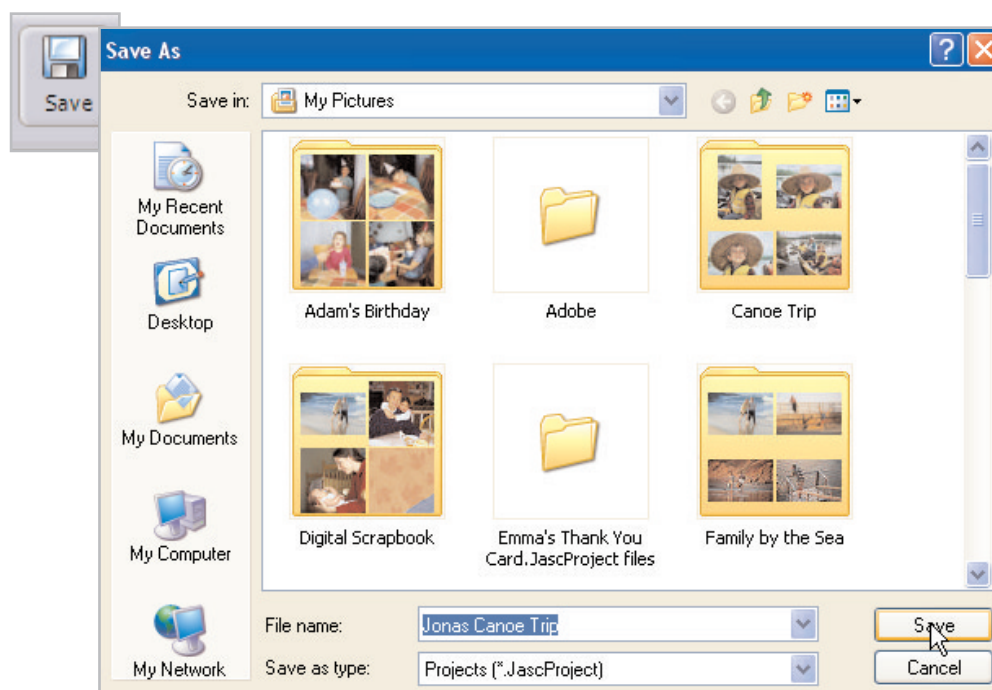 Save
Save As
Save in:
My Pictures
My Recent
Documents
Desktop
My Documents
My Computer
My Network
Adam's Birthday
Adobe
Canoe Trip
Digital Scrapbook
Emma's Thank You
Card.JascProject files
Family by the Sea
File name:
Jonas Canoe Trip
Save
Save as type:
Projects (*.JascProject)
Cancel